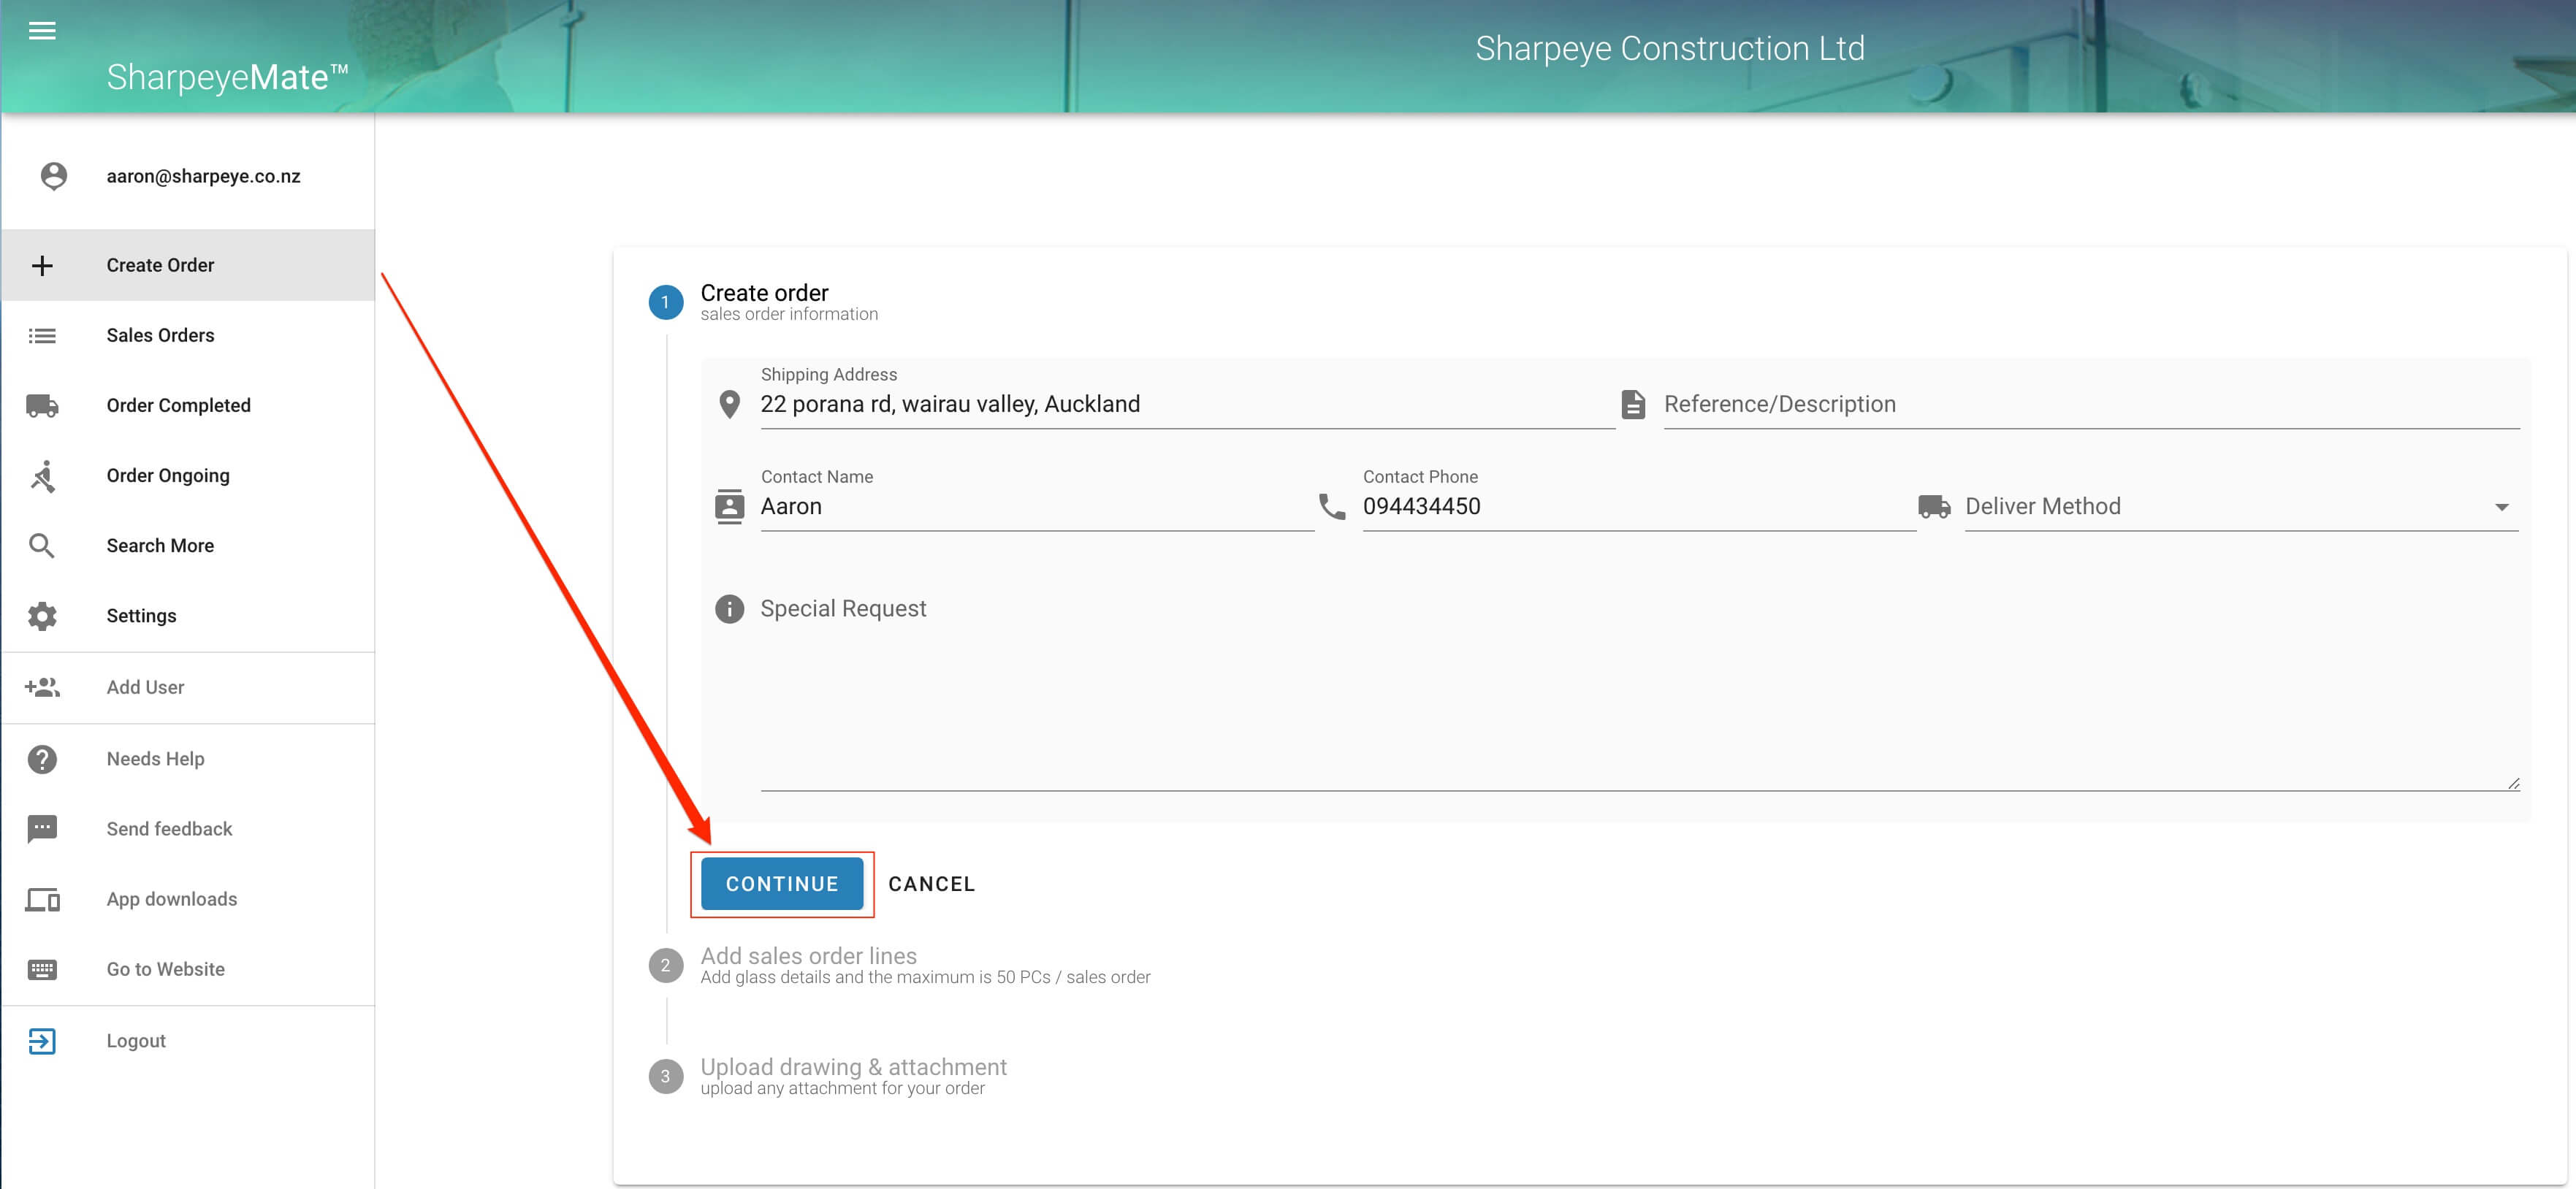 Sharpeye Construction Ltd
SharpeyeMate™
aaron@sharpeye.co.nz
Create Order
Sales Orders
Order Completed
Order Ongoing
Search More
Settings
Add User
Needs Help
Send feedback
App downloads
Go to Website
Logout
1 Create order
sales order information
Shipping Address
22 porana rd, wairau valley, Auckland
Reference/Description
Contact Name
Aaron
Contact Phone
094434450
Deliver Method
Special Request
CONTINUE CANCEL
2 Add sales order lines
Add glass details and the maximum is 50 PCs / sales order
3 Upload drawing & attachment
upload any attachment for your order